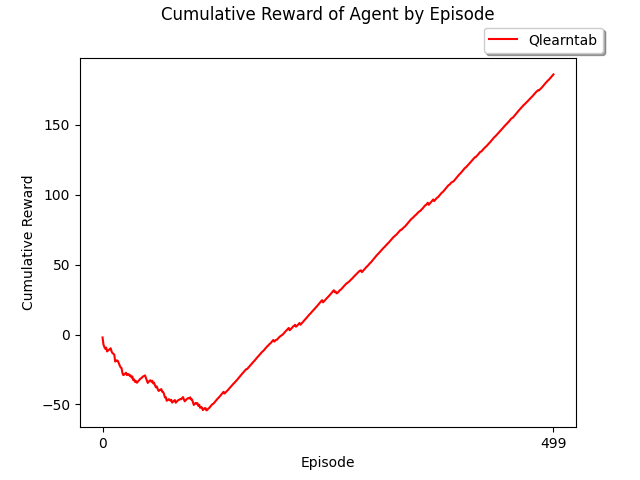 Cumulative Reward of Agent by Episode
Qlearntab
150
100
50
0
−50
Cumulative Reward
0 499
Episode